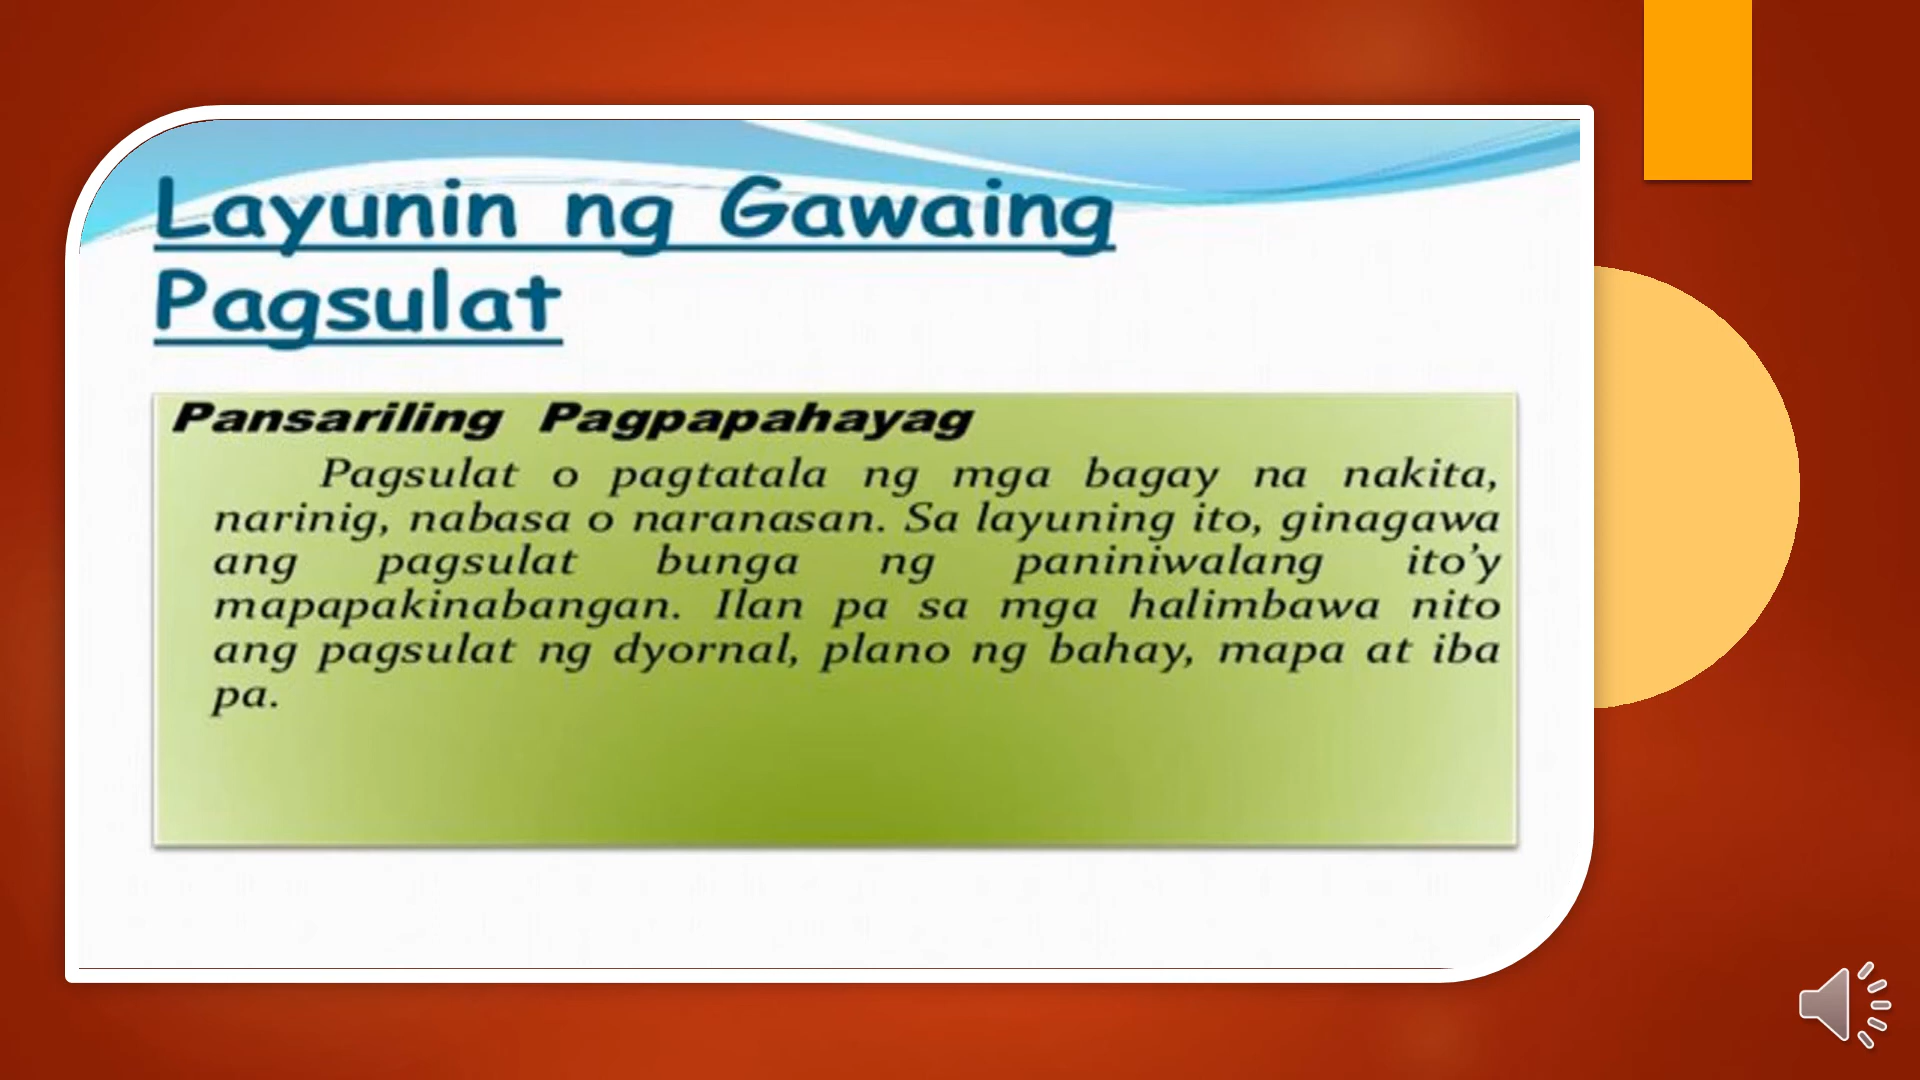 Layunin ng Gawaing
Pagsulat
Pansariling Pagpapahayag
Pagsulat o pagtatala ng mga bagay na nakita,
narinig, nabasa o naranasan. Sa layuning ito, ginagawa
ang pagsulat bunga ng paniniwalang ito’y
mapapakinabangan. Ilan pa sa mga halimbawa nito
ang pagsulat ng dyornal, plano ng bahay, mapa at iba
pa.